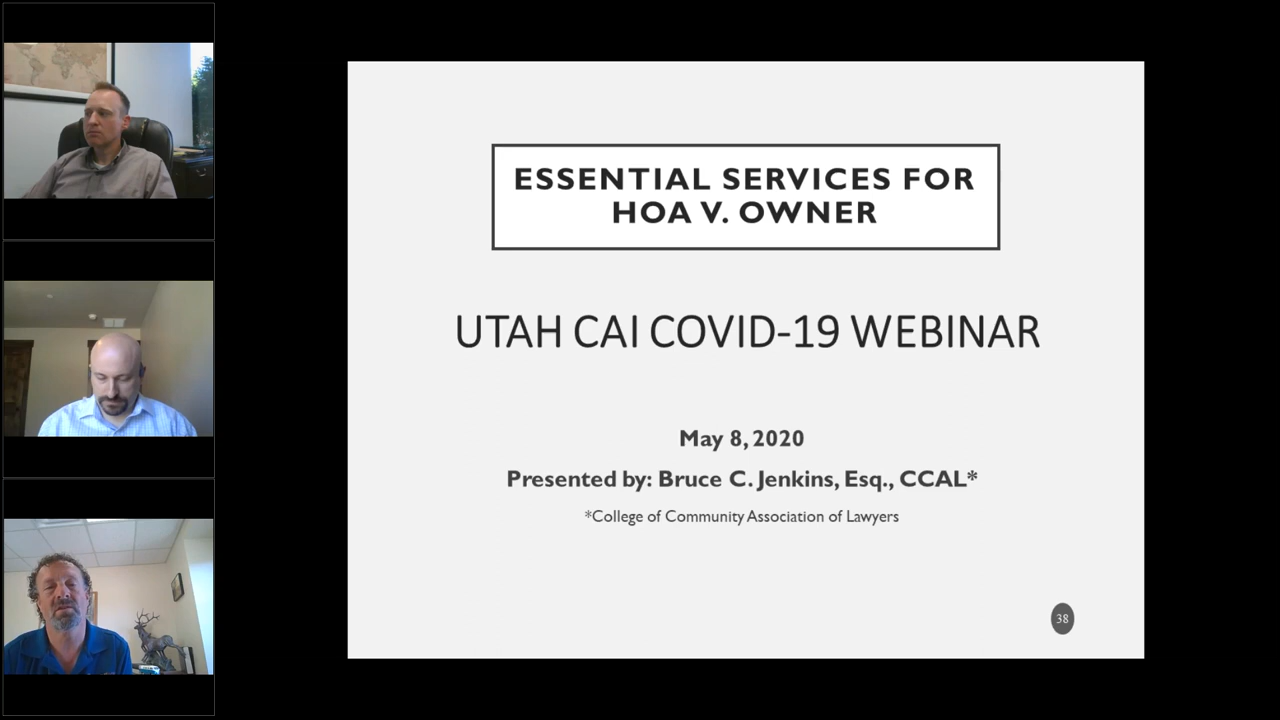 ESSENTIAL SERVICES FOR
HOA V. OWNER
UTAH CAI COVID-19 WEBINAR
May 8, 2020
Presented by: Bruce C. Jenkins, Esq., CCAL*
*College of Community Association of Lawyers
38